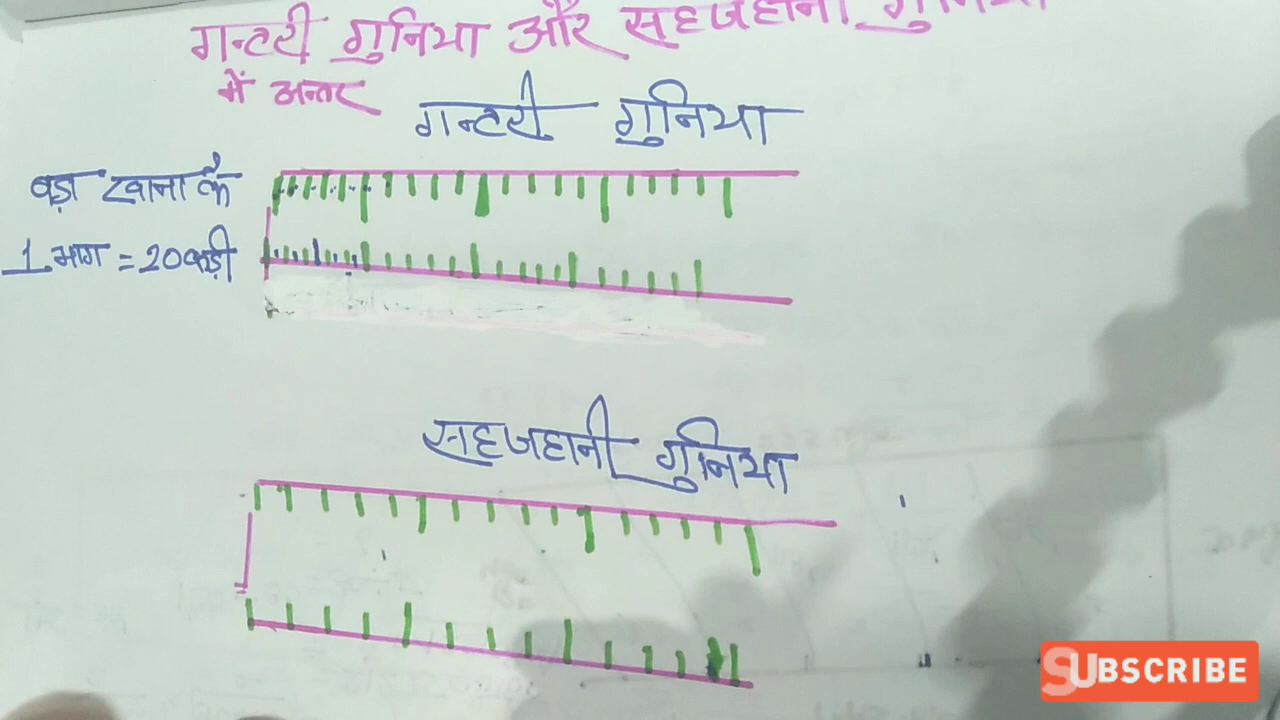 गन्टरी गुनिया और सहजहानी गुनिया
में अन्तर
गन्टरी गुनिया
बड़ा खाना के
1 भाग = 20 कड़ी
सहजहानी गुनिया
SUBSCRIBE